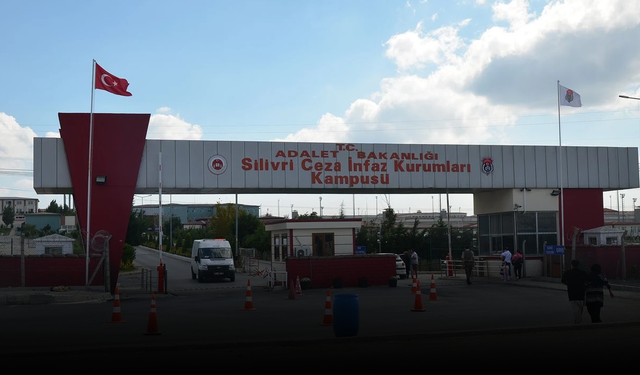 T.C.
ADALET BAKANLIĞI
Silivri Ceza İnfaz Kurumları
Kampüsü